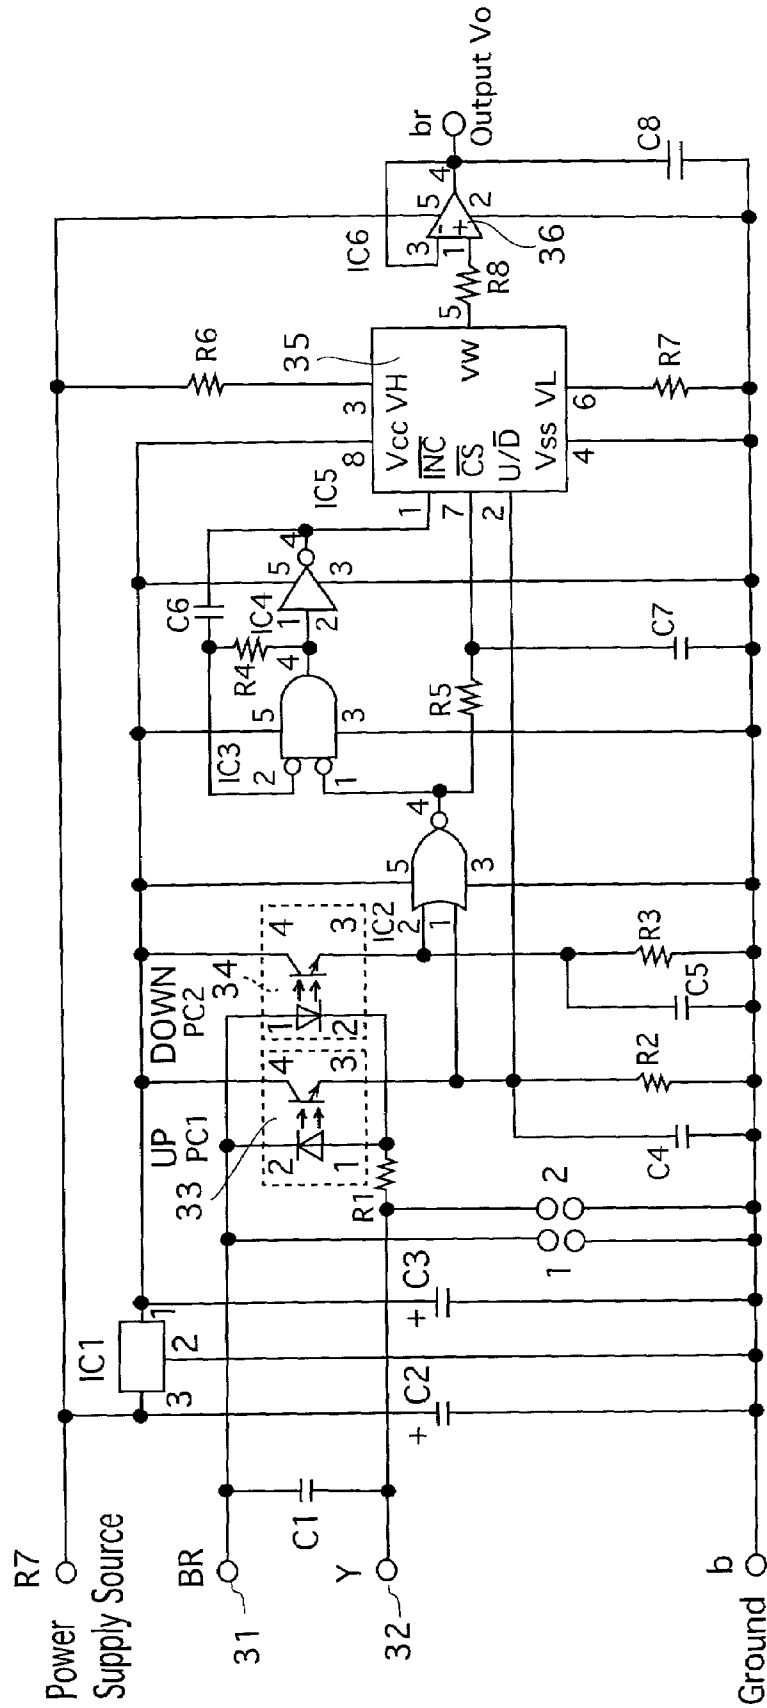 R7
Power
Supply Source
BR
31
C1
Y
32
b
Ground
IC1
3
2
1
C2
+
C3
+
1
2
R1
UP
PC1
33
2
1
4
3
DOWN
PC2
34
1
2
4
3
C4
R2
C5
R3
IC2
2
1
5
3
4
IC3
2
1
5
3
4
R4
C6
IC4
1
2
5
3
4
R5
C7
IC5
8
3
Vcc
VH
35
R6
1
INC
7
CS
2
U/D
Vss
VL
4
6
R7
VW
5
R8
IC6
3
1
-
+
5
2
4
36
br
Output Vo
C8